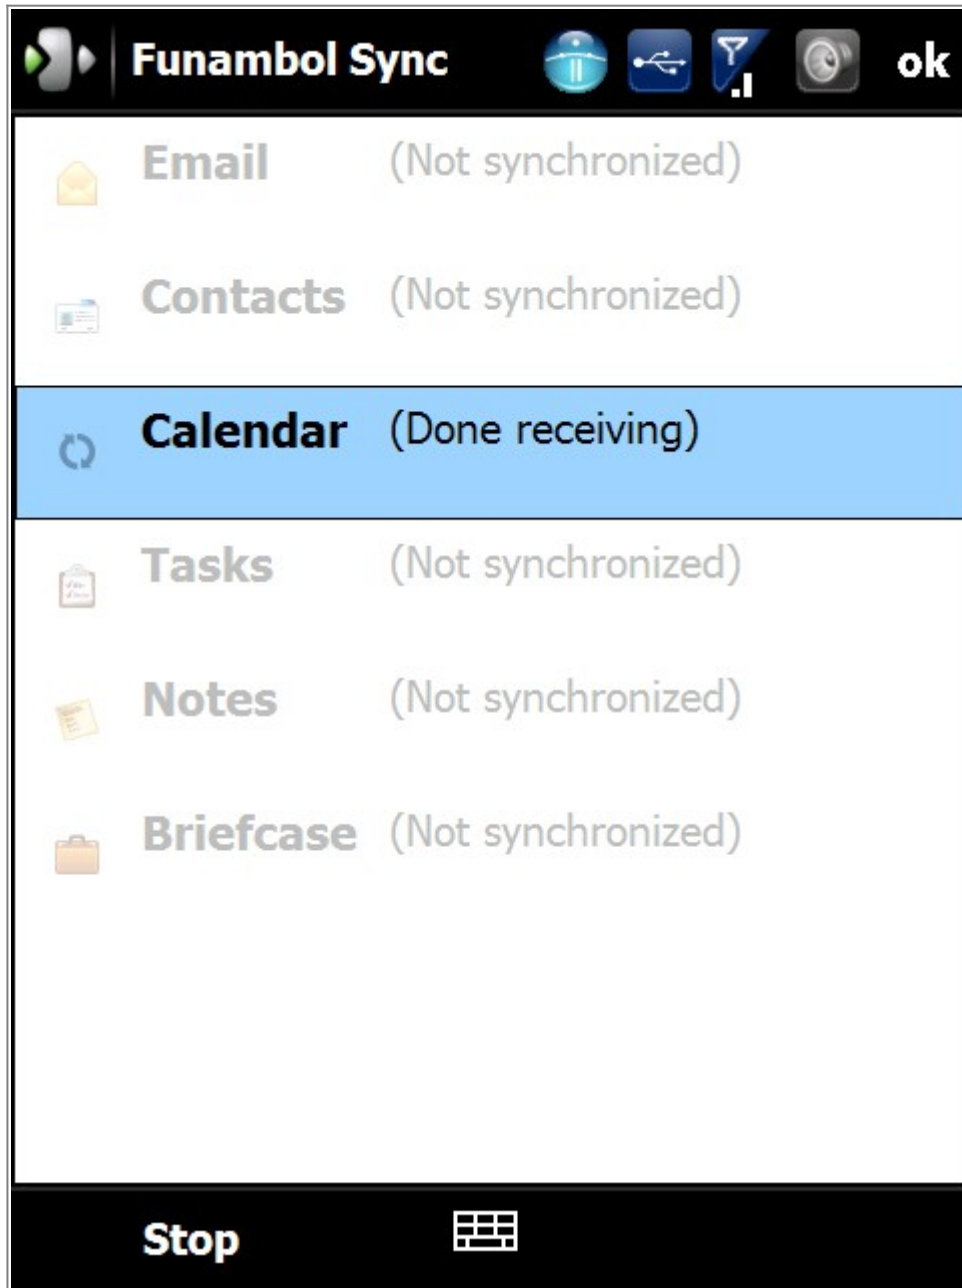 Funambol Sync ok
Email (Not synchronized)
Contacts (Not synchronized)
Calendar (Done receiving)
Tasks (Not synchronized)
Notes (Not synchronized)
Briefcase (Not synchronized)
Stop